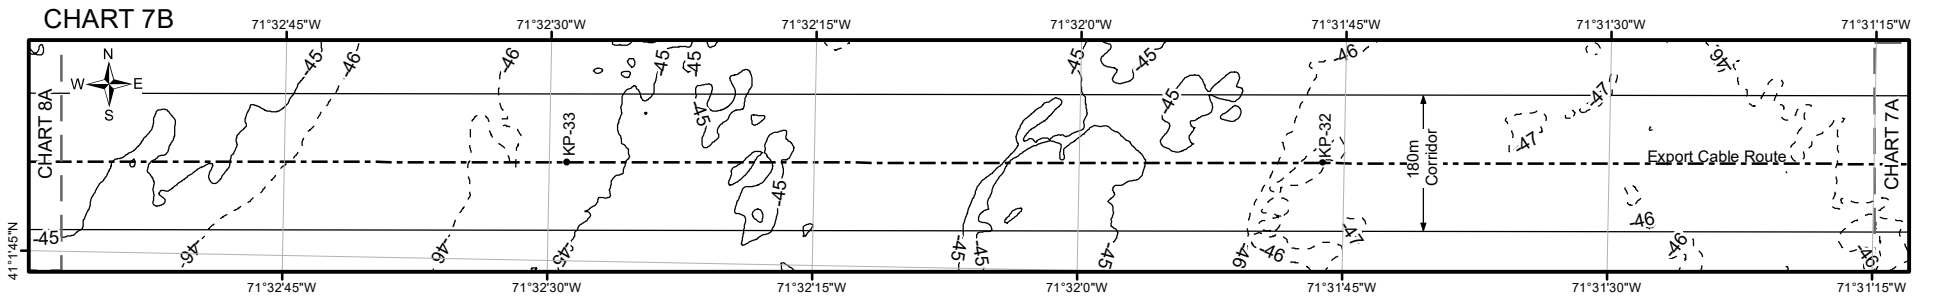 CHART 7B
71°32'45"W
71°32'30"W
71°32'15"W
71°32'0"W
71°31'45"W
71°31'30"W
71°31'15"W
N
W E
S
CHART 8A
-45
-46
-46
-45
-45
-45
-45
-45
-45
-46
-47
-46
KP-33
KP-32
-47
180m
Corridor
Export Cable Route
CHART 7A
-45
-45
-46
-46
-46
-45
-45
-45
-45
-46
-46
-47
-46
-46
-46
41°1'45"N
71°32'45"W
71°32'30"W
71°32'15"W
71°32'0"W
71°31'45"W
71°31'30"W
71°31'15"W